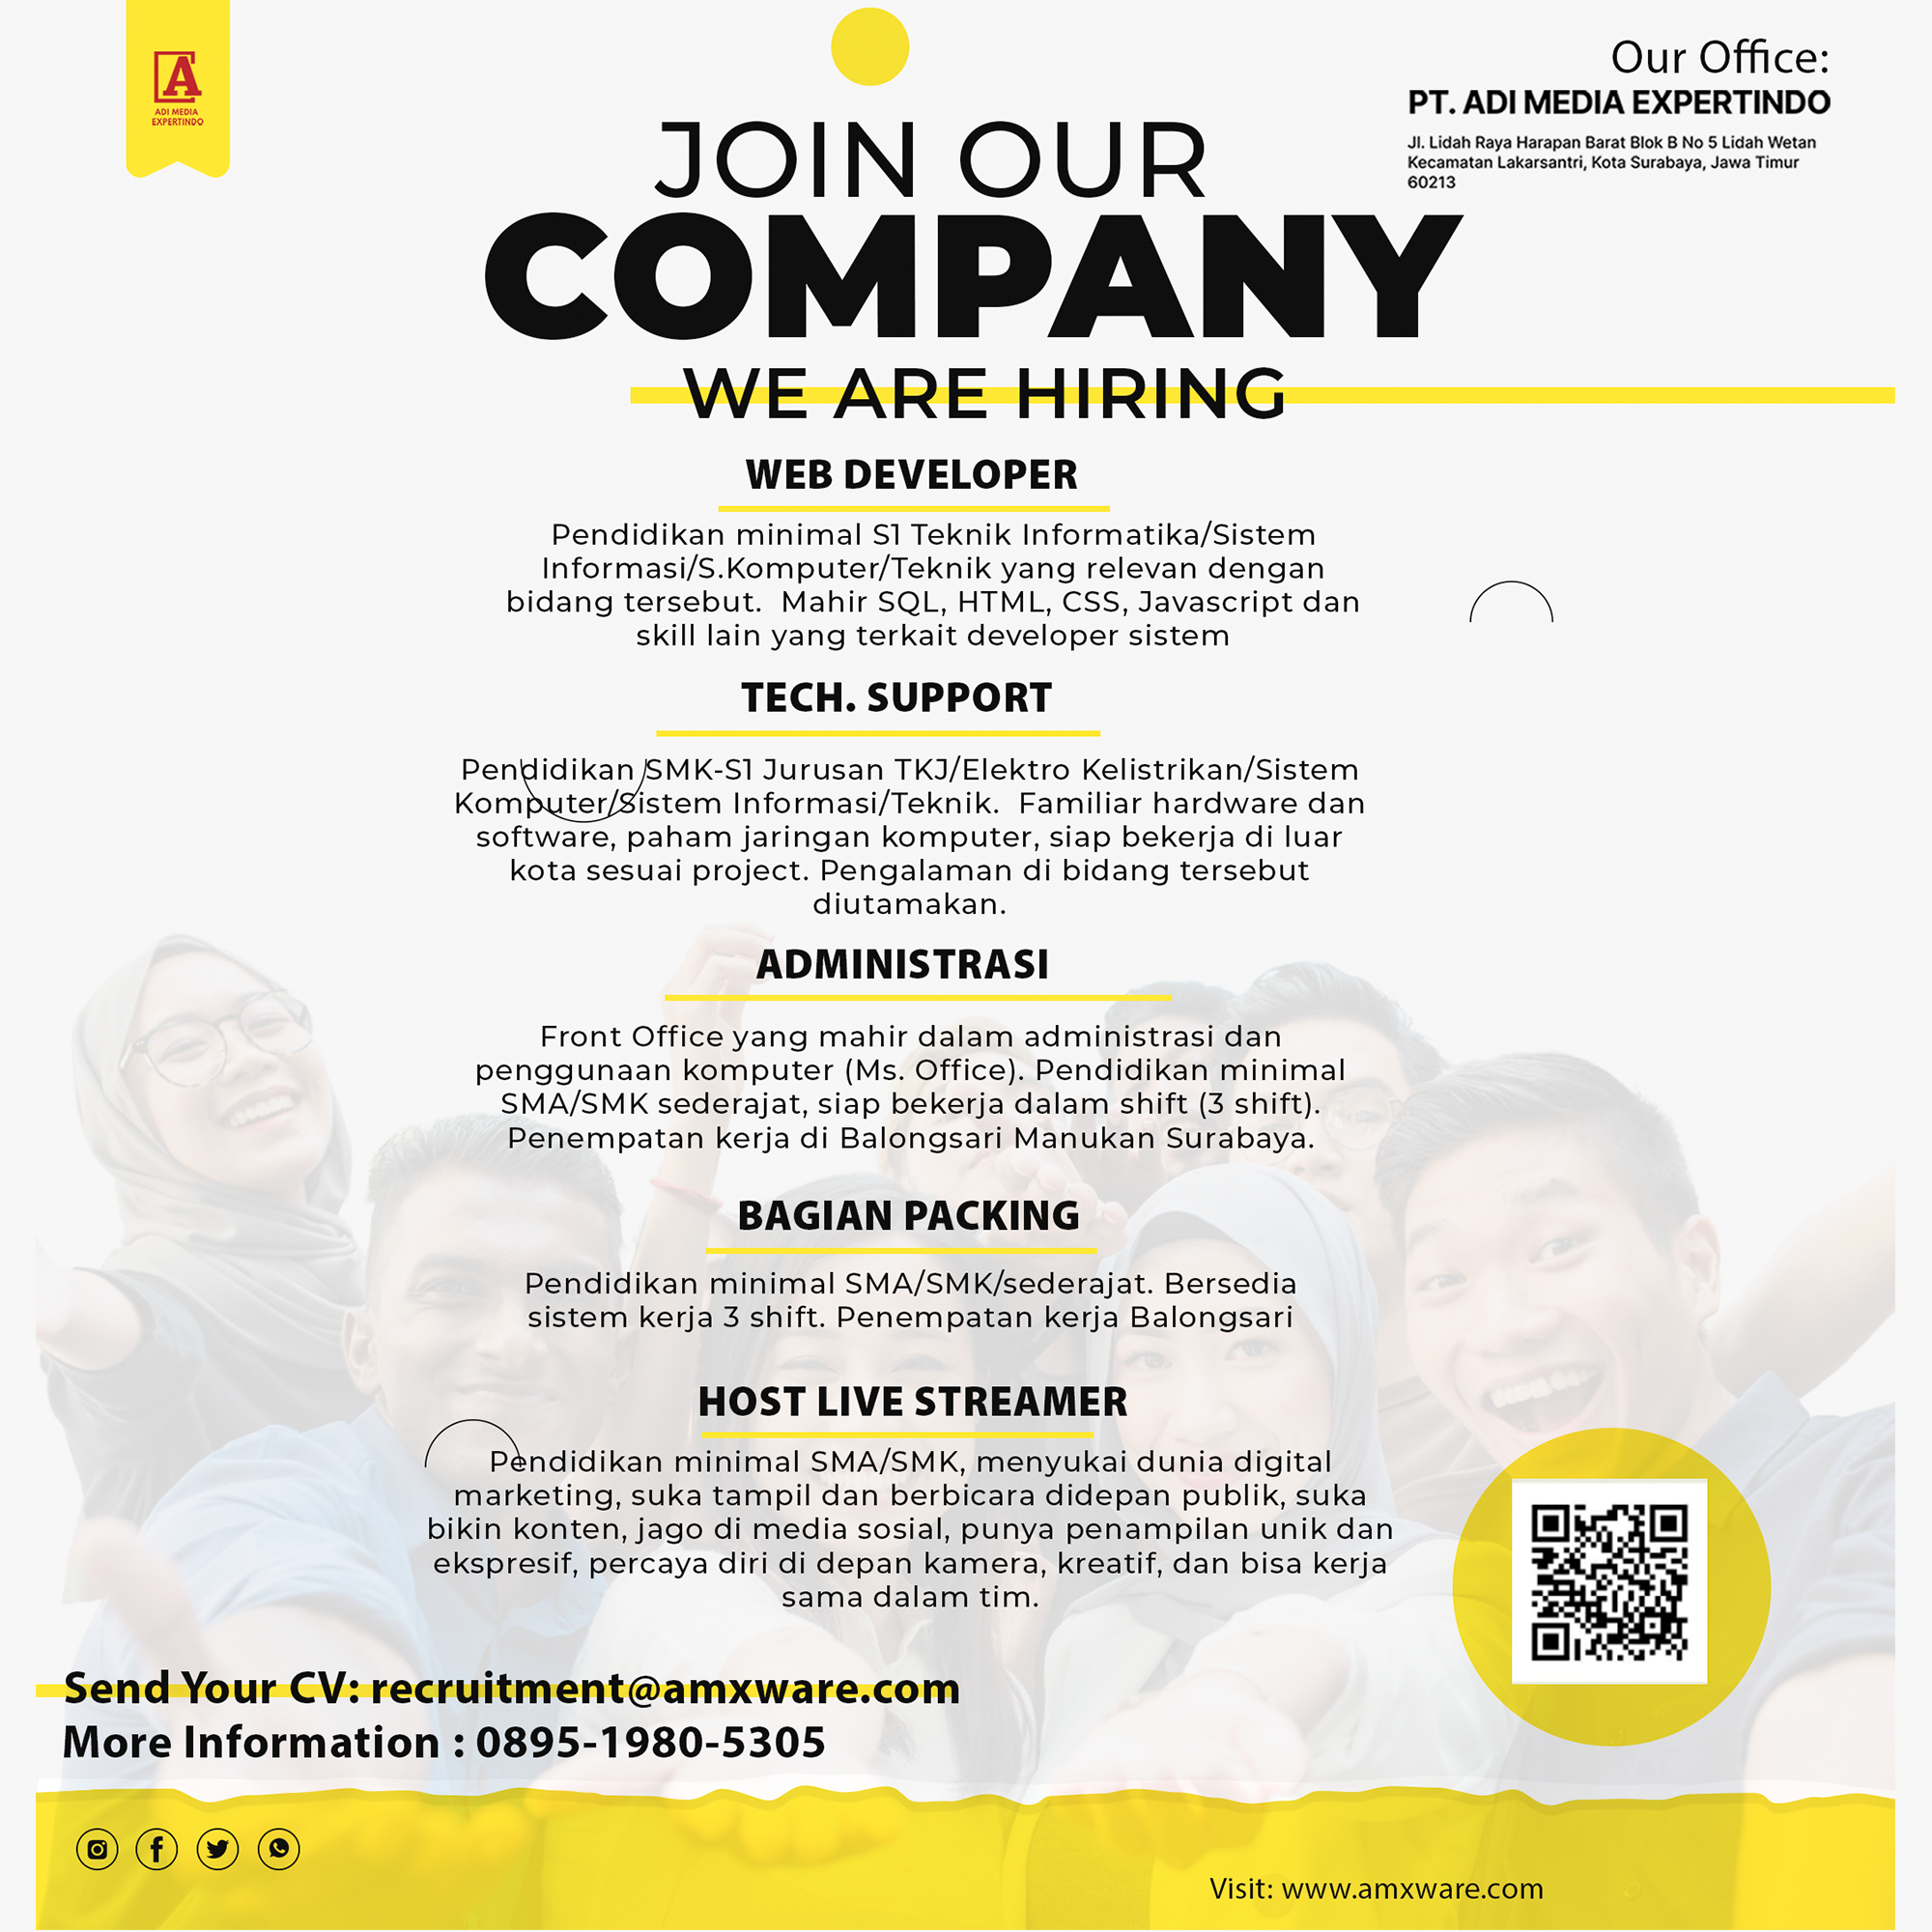 ADI MEDIA
EXPERTINDO
Our Office:
PT. ADI MEDIA EXPERTINDO
Jl. Lidah Raya Harapan Barat Blok B No 5 Lidah Wetan
Kecamatan Lakarsantri, Kota Surabaya, Jawa Timur
60213
JOIN OUR
COMPANY
WE ARE HIRING
WEB DEVELOPER
Pendidikan minimal S1 Teknik Informatika/Sistem
Informasi/S.Komputer/Teknik yang relevan dengan
bidang tersebut.  Mahir SQL, HTML, CSS, Javascript dan
skill lain yang terkait developer sistem
TECH. SUPPORT
Pendidikan SMK-S1 Jurusan TKJ/Elektro Kelistrikan/Sistem
Komputer/Sistem Informasi/Teknik.  Familiar hardware dan
software, paham jaringan komputer, siap bekerja di luar
kota sesuai project. Pengalaman di bidang tersebut
diutamakan.
ADMINISTRASI
Front Office yang mahir dalam administrasi dan
penggunaan komputer (Ms. Office). Pendidikan minimal
SMA/SMK sederajat, siap bekerja dalam shift (3 shift).
Penempatan kerja di Balongsari Manukan Surabaya.
BAGIAN PACKING
Pendidikan minimal SMA/SMK/sederajat. Bersedia
sistem kerja 3 shift. Penempatan kerja Balongsari
HOST LIVE STREAMER
Pendidikan minimal SMA/SMK, menyukai dunia digital
marketing, suka tampil dan berbicara didepan publik, suka
bikin konten, jago di media sosial, punya penampilan unik dan
ekspresif, percaya diri di depan kamera, kreatif, dan bisa kerja
sama dalam tim.
Send Your CV: recruitment@amxware.com
More Information : 0895-1980-5305
Visit: www.amxware.com